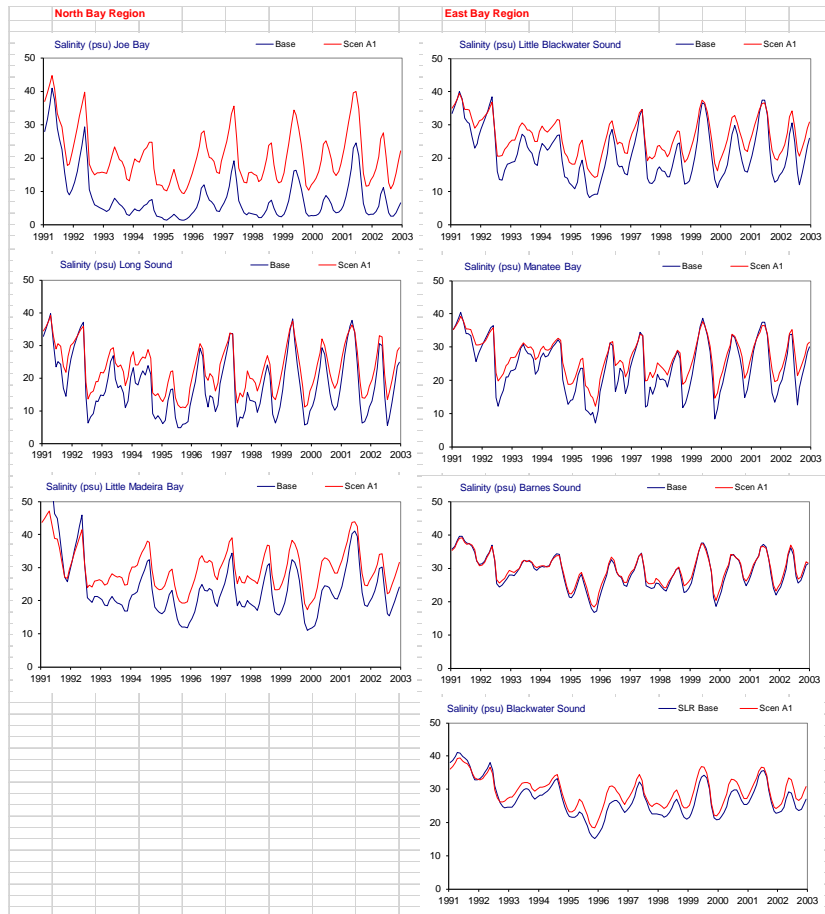 North Bay Region
East Bay Region
Salinity (psu) Joe Bay
Base
Scen A1
50
40
30
20
10
0
1991 1992 1993 1994 1995 1996 1997 1998 1999 2000 2001 2002 2003
Salinity (psu) Little Blackwater Sound
Base
Scen A1
50
40
30
20
10
0
1991 1992 1993 1994 1995 1996 1997 1998 1999 2000 2001 2002 2003
Salinity (psu) Long Sound
Base
Scen A1
50
40
30
20
10
0
1991 1992 1993 1994 1995 1996 1997 1998 1999 2000 2001 2002 2003
Salinity (psu) Manatee Bay
Base
Scen A1
50
40
30
20
10
0
1991 1992 1993 1994 1995 1996 1997 1998 1999 2000 2001 2002 2003
Salinity (psu) Little Madeira Bay
Base
Scen A1
50
40
30
20
10
0
1991 1992 1993 1994 1995 1996 1997 1998 1999 2000 2001 2002 2003
Salinity (psu) Barnes Sound
Base
Scen A1
50
40
30
20
10
0
1991 1992 1993 1994 1995 1996 1997 1998 1999 2000 2001 2002 2003
Salinity (psu) Blackwater Sound
SLR Base
Scen A1
50
40
30
20
10
0
1991 1992 1993 1994 1995 1996 1997 1998 1999 2000 2001 2002 2003